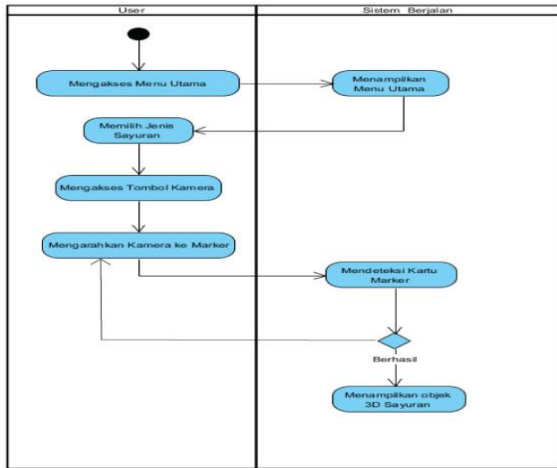 User
Sistem Berjalan
Mengakses Menu Utama
Menampilkan
Menu Utama
Memilih Jenis
Sayuran
Mengakses Tombol Kamera
Mengarahkan Kamera ke Marker
Mendeteksi Kartu
Marker
Berhasil
Menampilkan objek
3D Sayuran